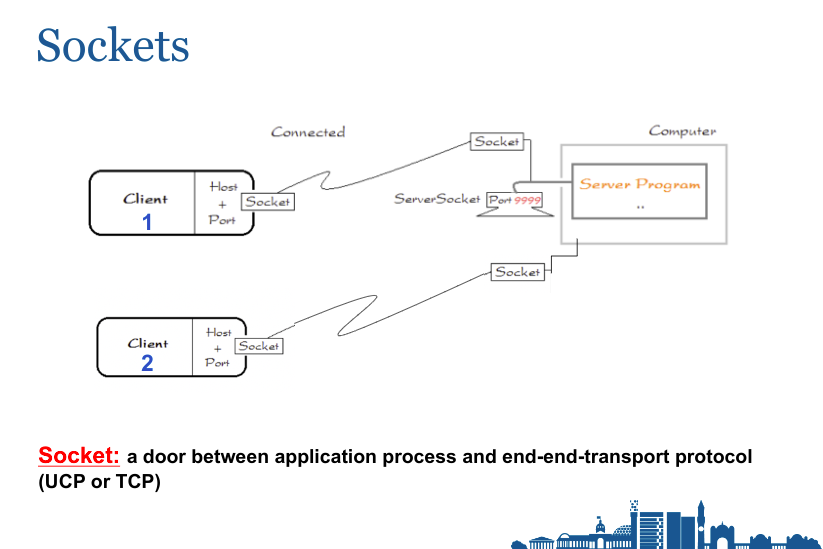 Sockets
Connected
Socket
Computer
Client
1
Host
+
Port
Socket
ServerSocket
Port 9999
Server Program
..
Socket
Client
2
Host
+
Port
Socket
Socket: a door between application process and end-end-transport protocol
(UCP or TCP)